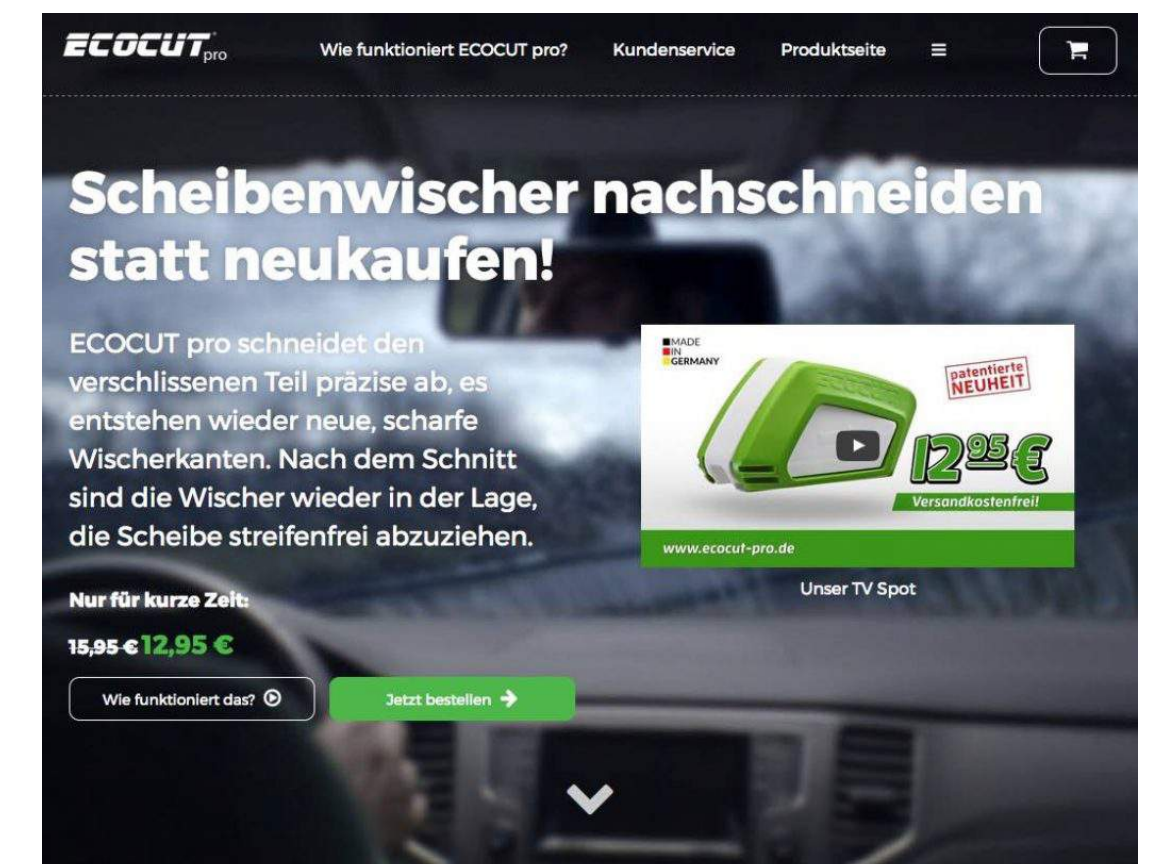 ECOCUT pro
Wie funktioniert ECOCUT pro?
Kundenservice
Produktseite
Scheibenwischer nachschneiden
statt neukaufen!
ECOCUT pro schneidet den
verschlissenen Teil präzise ab, es
entstehen wieder neue, scharfe
Wischerkanten. Nach dem Schnitt
sind die Wischer wieder in der Lage,
die Scheibe streifenfrei abzuziehen.
Nur für kurze Zeit:
15,95 € 12,95 €
Wie funktioniert das?
Jetzt bestellen
MADE
IN
GERMANY
patentierte
NEUHEIT
ECOCUT
1295 €
Versandkostenfrei!
www.ecocut-pro.de
Unser TV Spot